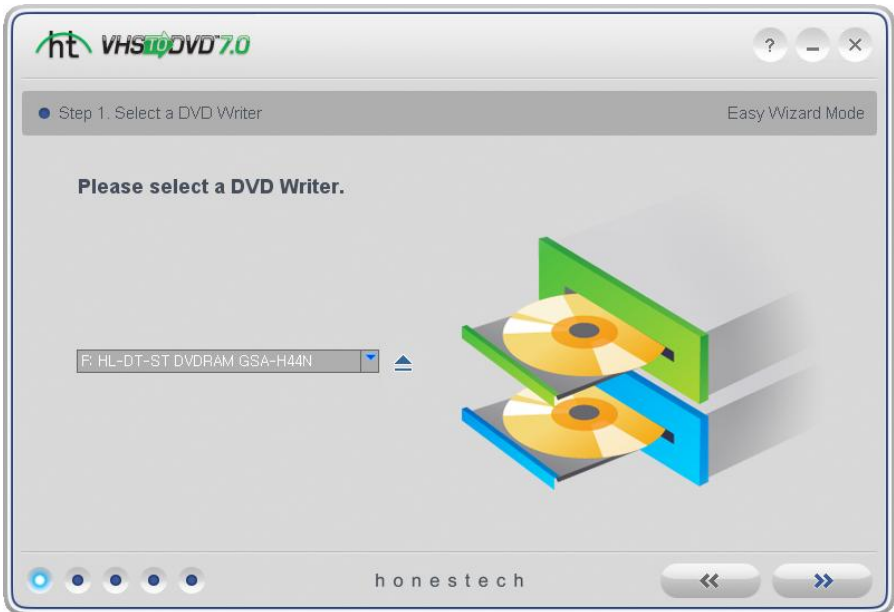 ht VHS TO DVD™ 7.0
? – ×
Step 1. Select a DVD Writer Easy Wizard Mode
Please select a DVD Writer.
F: HL-DT-ST DVDRAM GSA-H44N
honestech